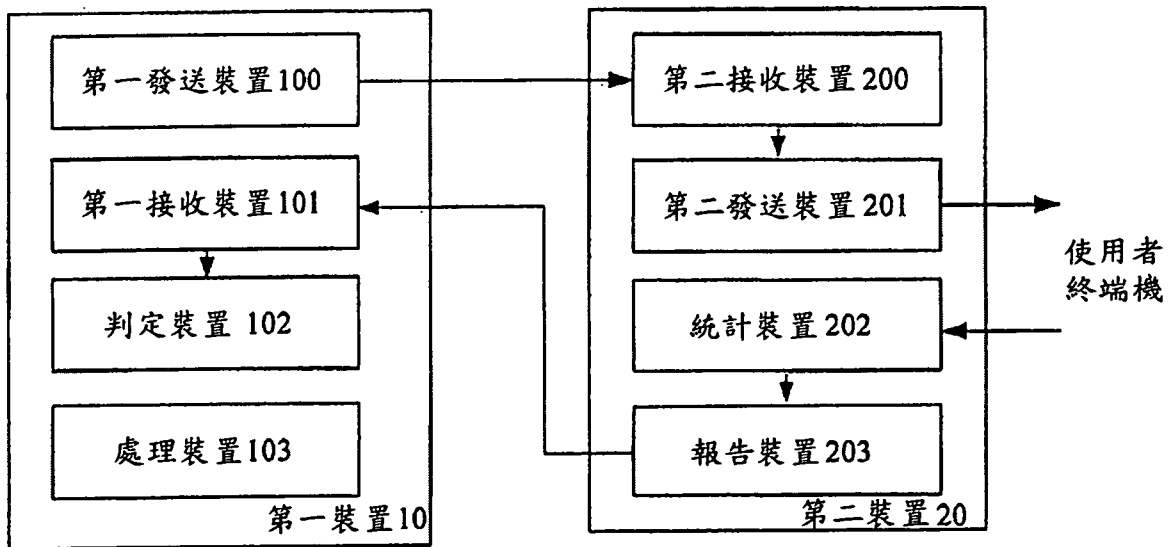 第一發送裝置100
第一接收裝置101
判定裝置 102
處理裝置103
第一裝置10
第二接收裝置200
第二發送裝置201
統計裝置202
報告裝置203
第二裝置20
使用者
終端機